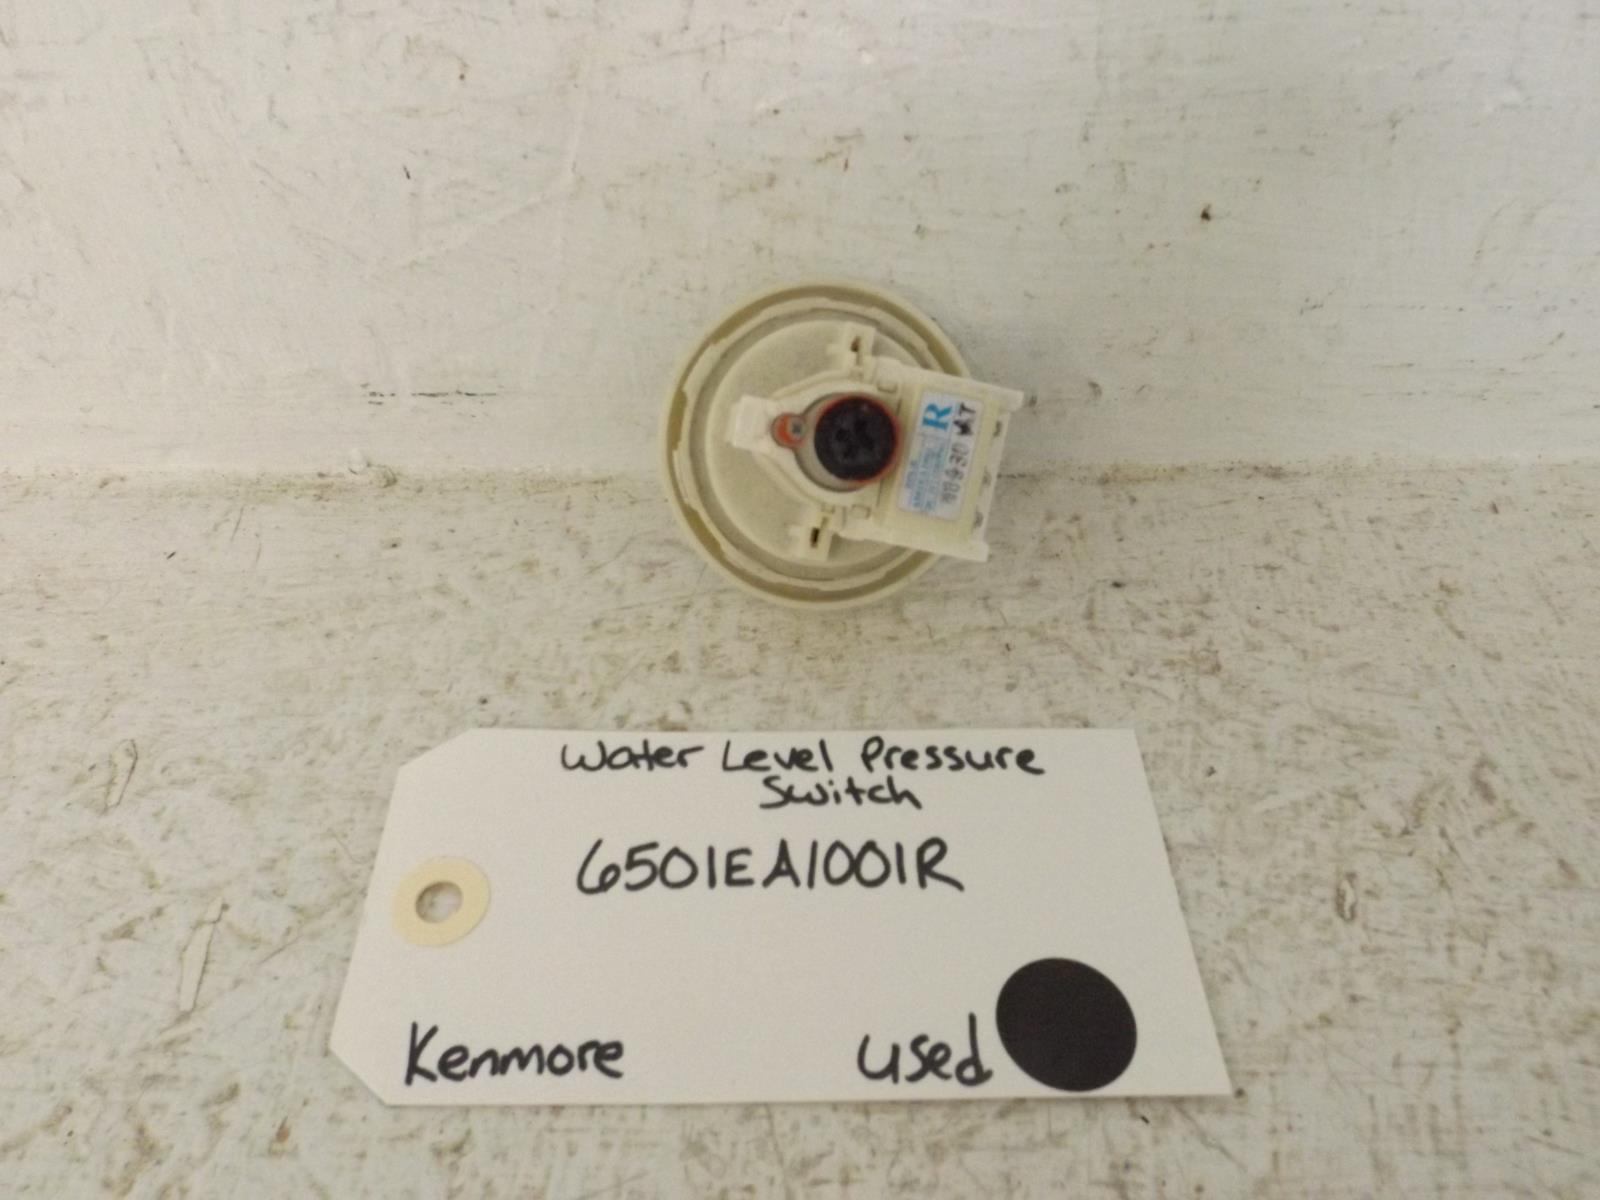 R
Water Level Pressure
Switch
6501EA1001R
Kenmore
Used